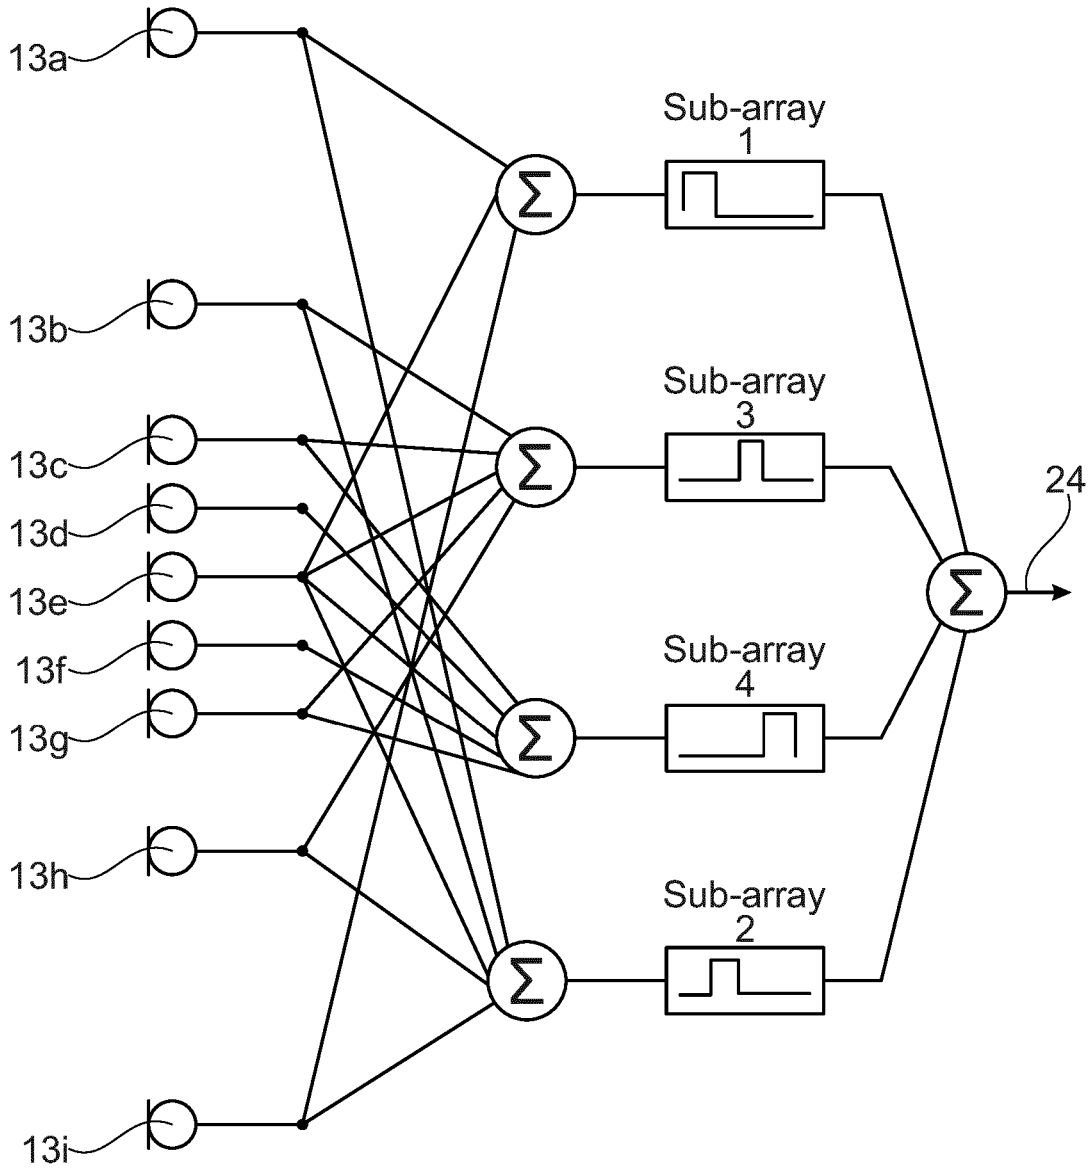 13a
Sub-array
1
Σ
13b
Sub-array
3
13c
Σ
24
13d
13e
Σ
13f
Sub-array
4
13g
Σ
13h
Sub-array
2
Σ
13i